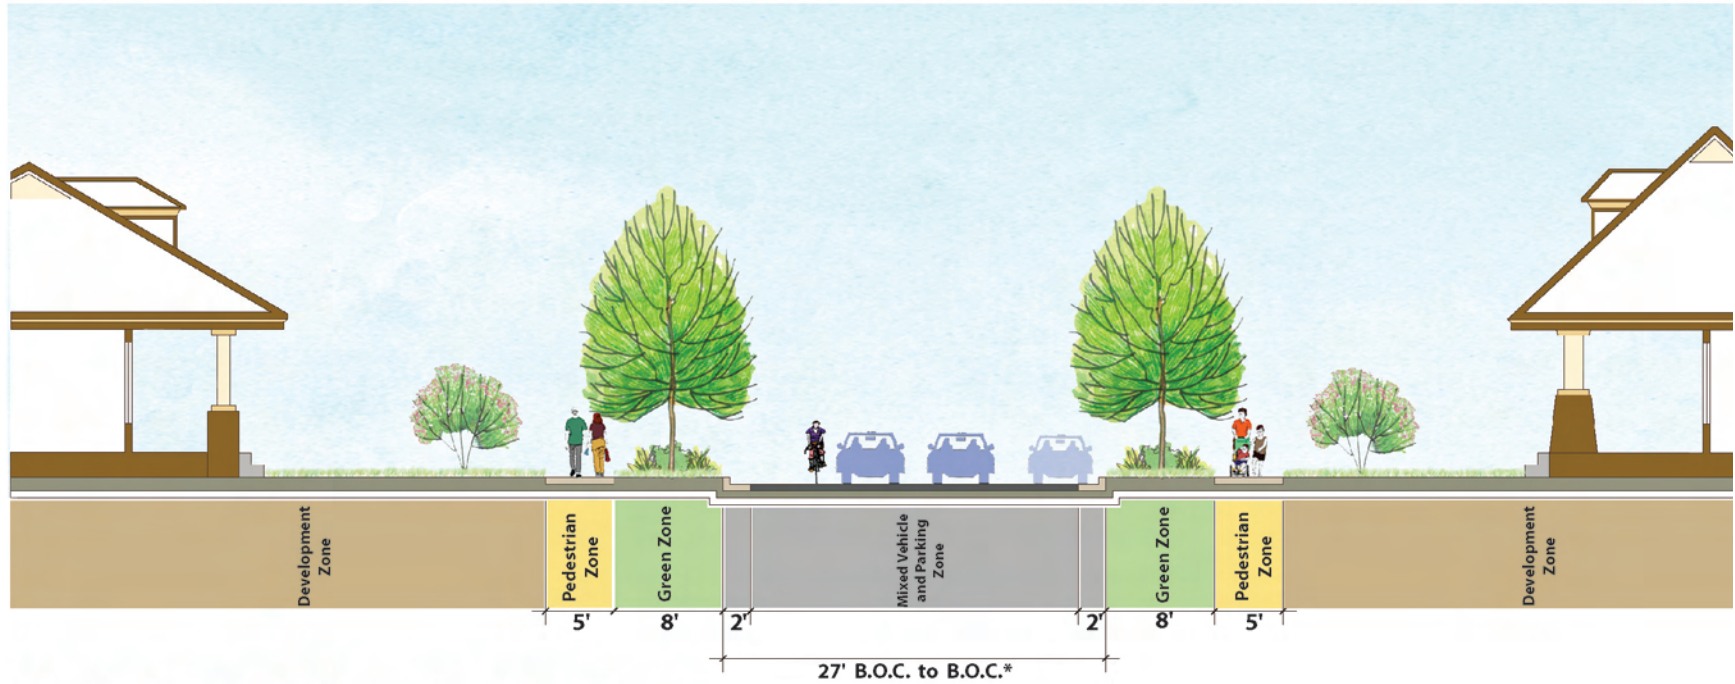 Development
Zone
Pedestrian
Zone
Green Zone
Mixed Vehicle
and Parking
Zone
Green Zone
Pedestrian
Zone
Development
Zone
5'
8'
2'
2'
8'
5'
27' B.O.C. to B.O.C.*